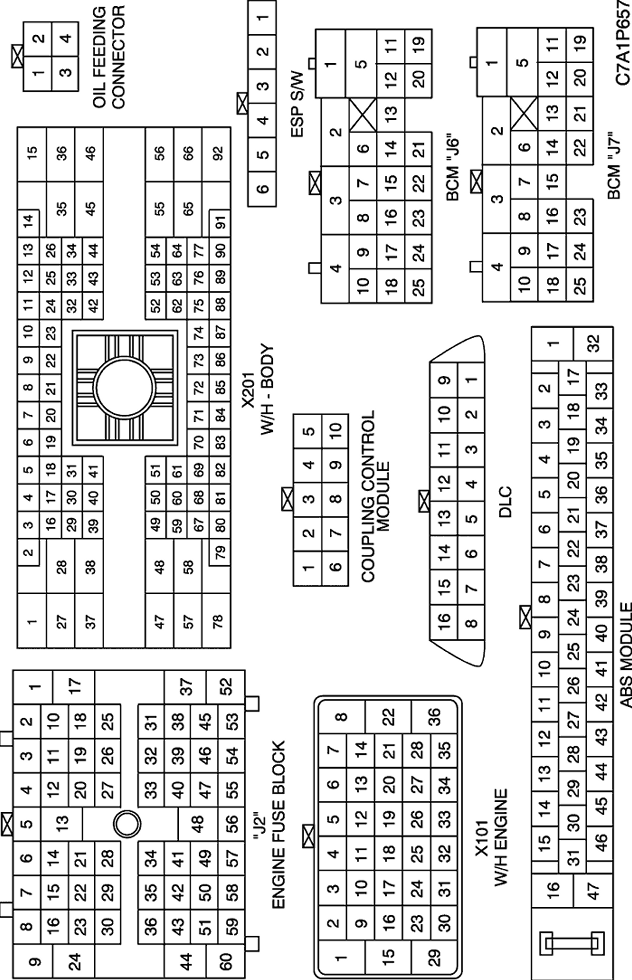 9 8 7 6 5 4 3 2 1
24 16 15 14 13 12 11 10 17
23 22 21 20 19 18
30 29 28 27 26 25
36 35 34 33 32 31
44 43 42 41 40 39 38 37
51 50 49 48 47 46 45
60 59 58 57 56 55 54 53 52
"J2"
ENGINE FUSE BLOCK
1 2 3 4 5 6 7 8 9 10 11 12 13 14 15
16 17 18 19 20 21 22 23 24 25 26
27 28 29 30 31 32 33 34 35 36
37 38 39 40 41 42 43 44 45 46
47 48 49 50 51 52 53 54 55 56
57 58 59 60 61 62 63 64 65 66
67 68 69 70 71 72 73 74 75 76 77
78 79 80 81 82 83 84 85 86 87 88 89 90 91 92
X201
W/H - BODY
1 2
3 4
OIL FEEDING
CONNECTOR
6 5 4 3 2 1
ESP S/W
1 2 3 4 5 6 7 8
9 10 11 12 13 14
15 16 17 18 19 20 21 22
23 24 25 26 27 28
29 30 31 32 33 34 35 36
X101
W/H ENGINE
1 2 3 4 5
6 7 8 9 10
COUPLING CONTROL
MODULE
4 3 2 1
10 9 8 7 6 5
18 17 16 15 14 13 12 11
25 24 23 22 21 20 19
BCM "J6"
16 15 14 13 12 11 10 9
8 7 6 5 4 3 2 1
DLC
4 3 2 1
10 9 8 7 6 5
18 17 16 15 14 13 12 11
25 24 23 22 21 20 19
BCM "J7"
16 15 14 13 12 11 10 9 8 7 6 5 4 3 2 1
31 30 29 28 27 26 25 24 23 22 21 20 19 18 17
47 46 45 44 43 42 41 40 39 38 37 36 35 34 33 32
ABS MODULE
C7A1P657